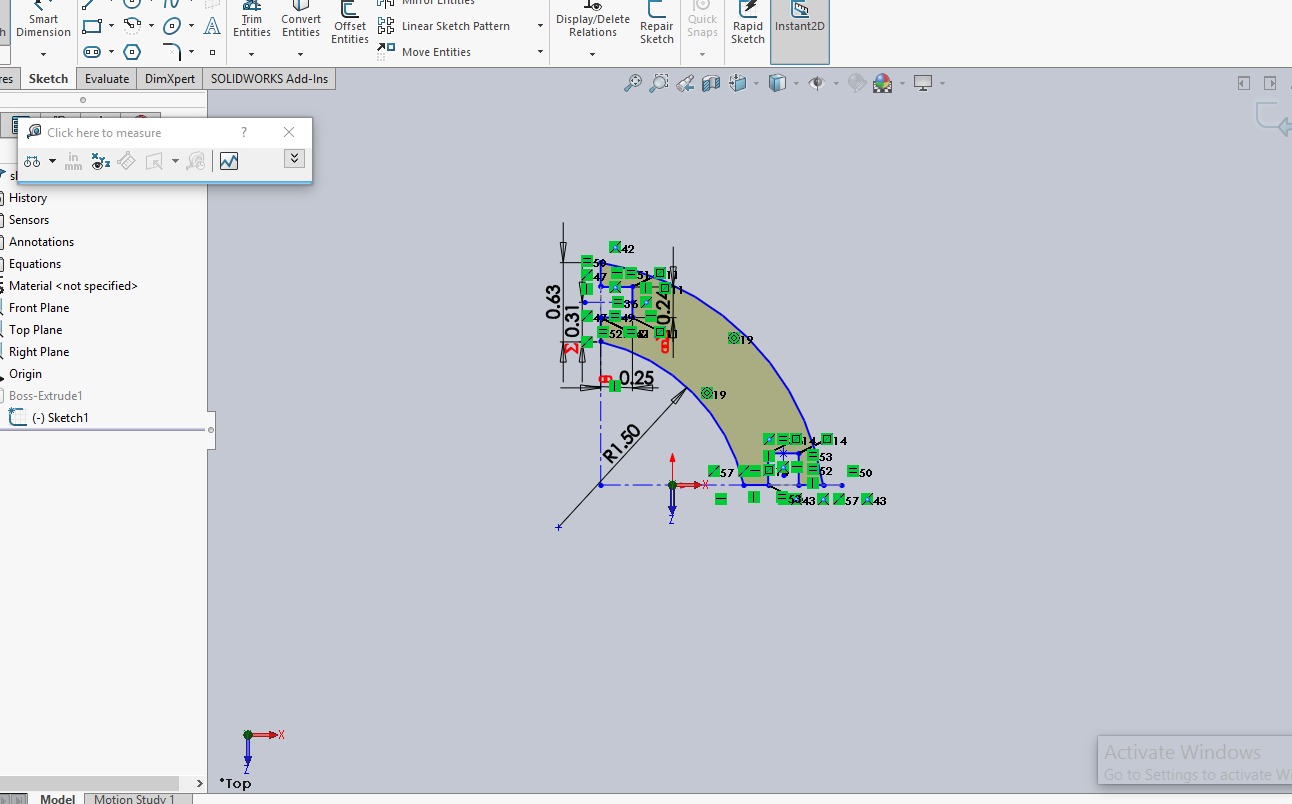 Mirror Entities
Smart
Dimension
Trim
Entities
Convert
Entities
Offset
Entities
Linear Sketch Pattern
Move Entities
Display/Delete
Relations
Repair
Sketch
Quick
Snaps
Rapid
Sketch
Instant2D
res
Sketch
Evaluate
DimXpert
SOLIDWORKS Add-Ins
Click here to measure
?
in
mm
History
Sensors
Annotations
Equations
Material <not specified>
Front Plane
Top Plane
Right Plane
Origin
Boss-Extrude1
(-) Sketch1
42
50
47
51
11
11
36
0.63
0.31
0.24
49
52
0.25
R1.50
19
19
14
14
53
52
50
57
53
43
57
43
X
Z
X
Z
*Top
Activate Windows
Go to Settings to activate Wi
Model
Motion Study 1